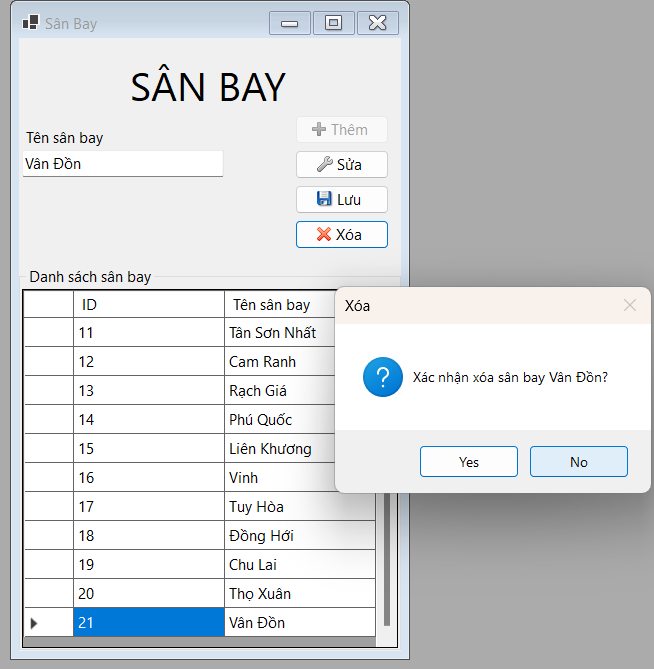 Sân Bay
SÂN BAY
Tên sân bay
Vân Đồn
Thêm
Sửa
Lưu
Xóa
Danh sách sân bay
ID Tên sân bay
11 Tân Sơn Nhất
12 Cam Ranh
13 Rạch Giá
14 Phú Quốc
15 Liên Khương
16 Vinh
17 Tuy Hòa
18 Đồng Hới
19 Chu Lai
20 Thọ Xuân
21 Vân Đồn
Xóa
Xác nhận xóa sân bay Vân Đồn?
Yes No